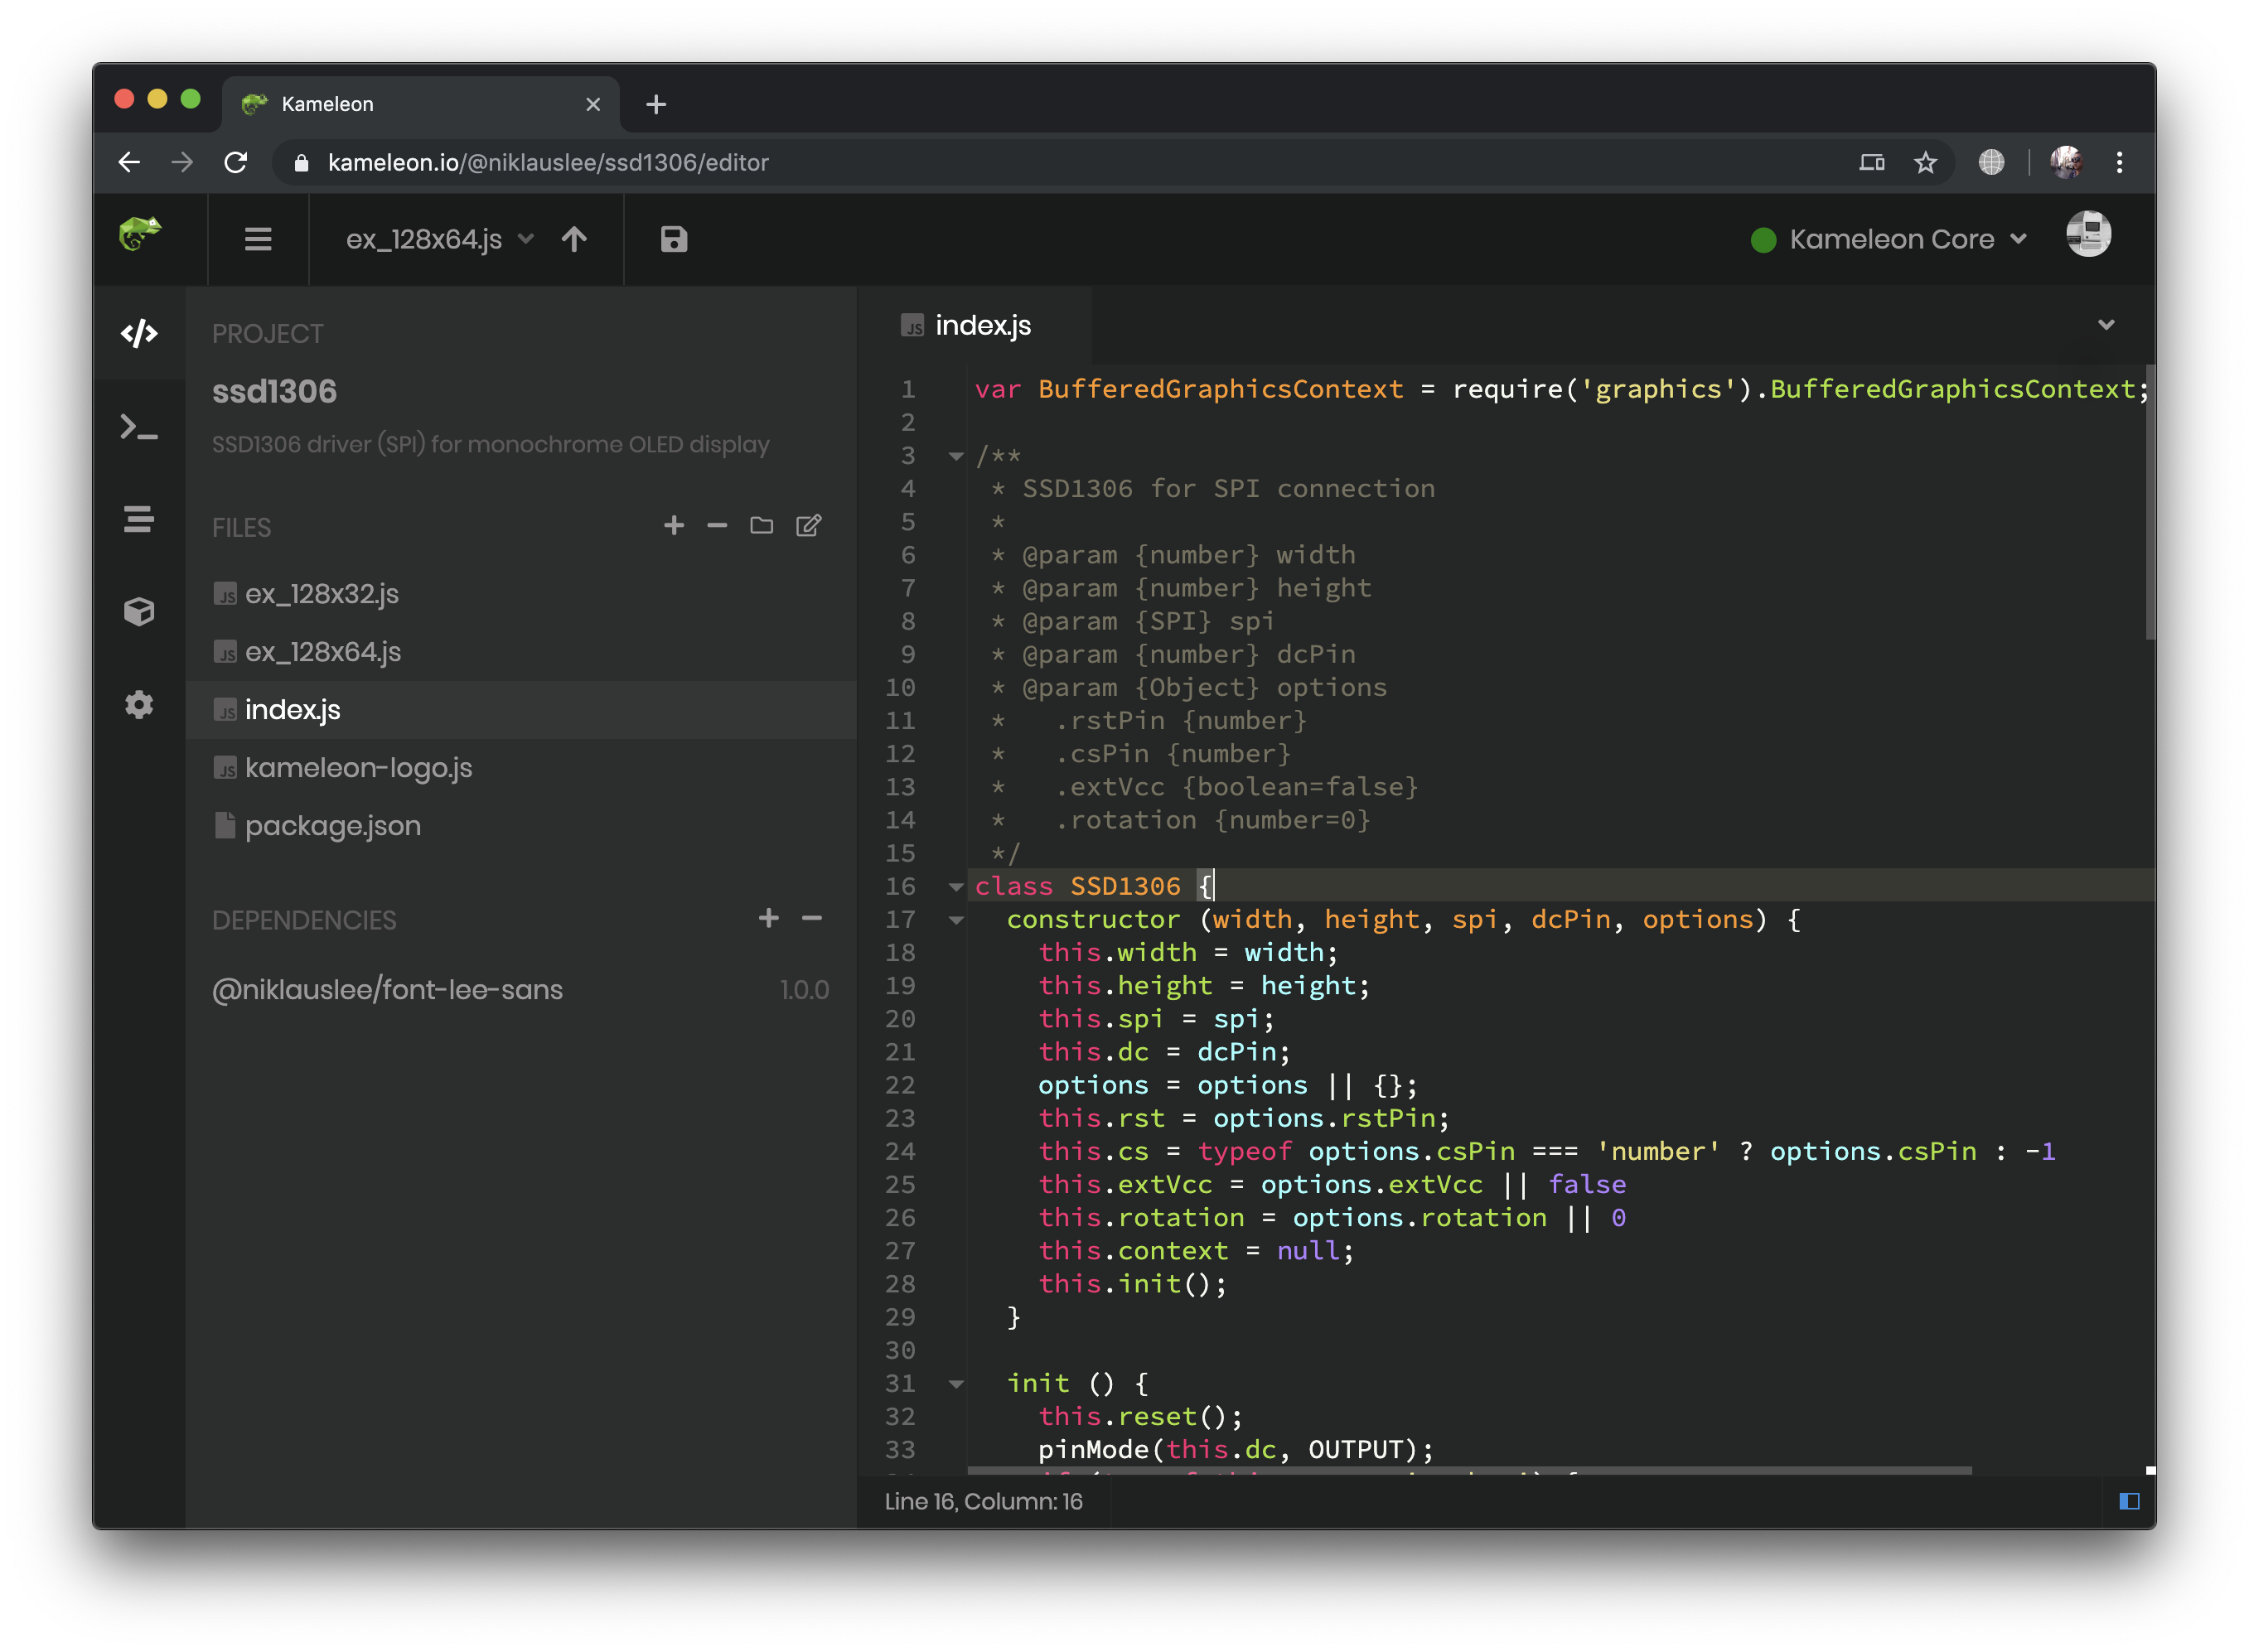 Kameleon
kameleon.io/@niklauslee/ssd1306/editor
ex_128x64.js
Kameleon Core
PROJECT
ssd1306
SSD1306 driver (SPI) for monochrome OLED display
FILES
JS ex_128x32.js
JS ex_128x64.js
JS index.js
JS kameleon-logo.js
package.json
DEPENDENCIES
@niklauslee/font-lee-sans 1.0.0
JS index.js
1 var BufferedGraphicsContext = require('graphics').BufferedGraphicsContext;
2
3 /**
4  * SSD1306 for SPI connection
5  *
6  * @param {number} width
7  * @param {number} height
8  * @param {SPI} spi
9  * @param {number} dcPin
10  * @param {Object} options
11  *   .rstPin {number}
12  *   .csPin {number}
13  *   .extVcc {boolean=false}
14  *   .rotation {number=0}
15  */
16 class SSD1306 {
17   constructor (width, height, spi, dcPin, options) {
18     this.width = width;
19     this.height = height;
20     this.spi = spi;
21     this.dc = dcPin;
22     options = options || {};
23     this.rst = options.rstPin;
24     this.cs = typeof options.csPin === 'number' ? options.csPin : -1
25     this.extVcc = options.extVcc || false
26     this.rotation = options.rotation || 0
27     this.context = null;
28     this.init();
29   }
30
31   init () {
32     this.reset();
33     pinMode(this.dc, OUTPUT);
Line 16, Column: 16